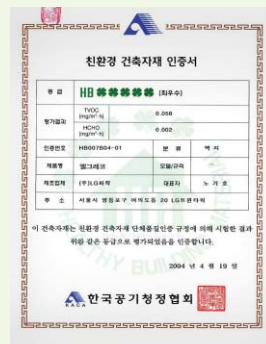 친환경 건축자재 인증서
등 급 HB (최우수)
평가결과 TVOC (mg/m²·h) 0.058
HCHO (mg/m²·h) 0.002
인증번호 HB007804-01 분 류 벽 지
제품명 모델/규격
제조업체 (주)LG화학 대표자 노 기 호
주 소 서울시 영등포구 여의도동 20 LG트윈타워
이 건축자재는 친환경 건축자재 단체품질인증 규정에 의해 시험한 결과
위와 같은 등급으로 평가되었음을 인증합니다.
HEALTHY BUILDING
2004 년 4 월 19 일
KACA 한국공기청정협회